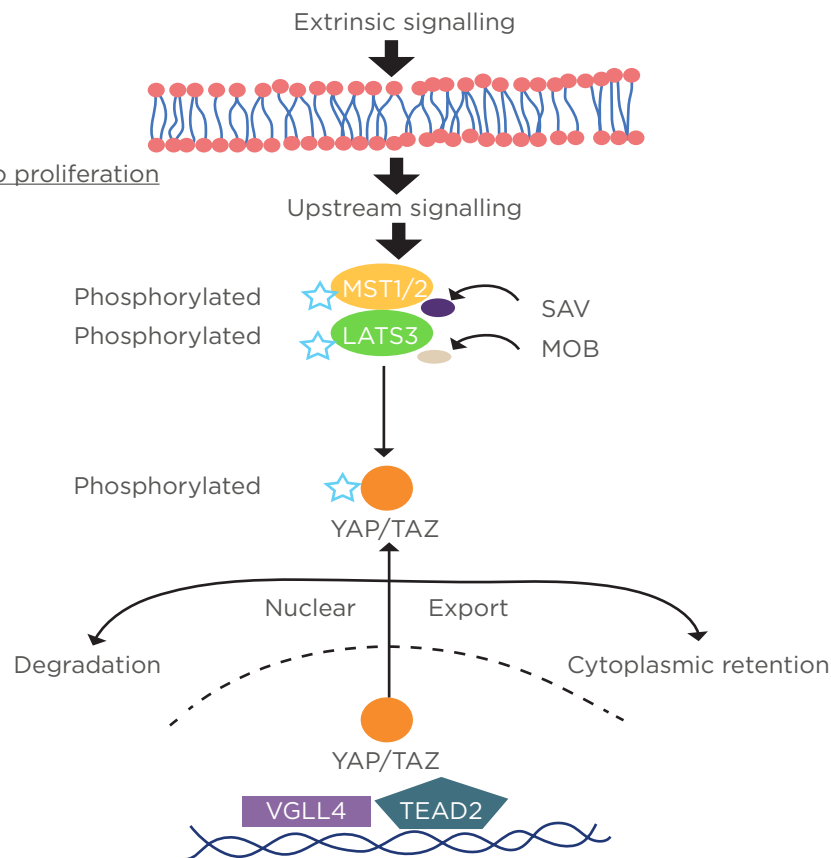 Extrinsic signalling
proliferation
Upstream signalling
Phosphorylated
MST1/2
SAV
Phosphorylated
LATS3
MOB
Phosphorylated
YAP/TAZ
Nuclear Export
Degradation
Cytoplasmic retention
YAP/TAZ
VGLL4
TEAD2